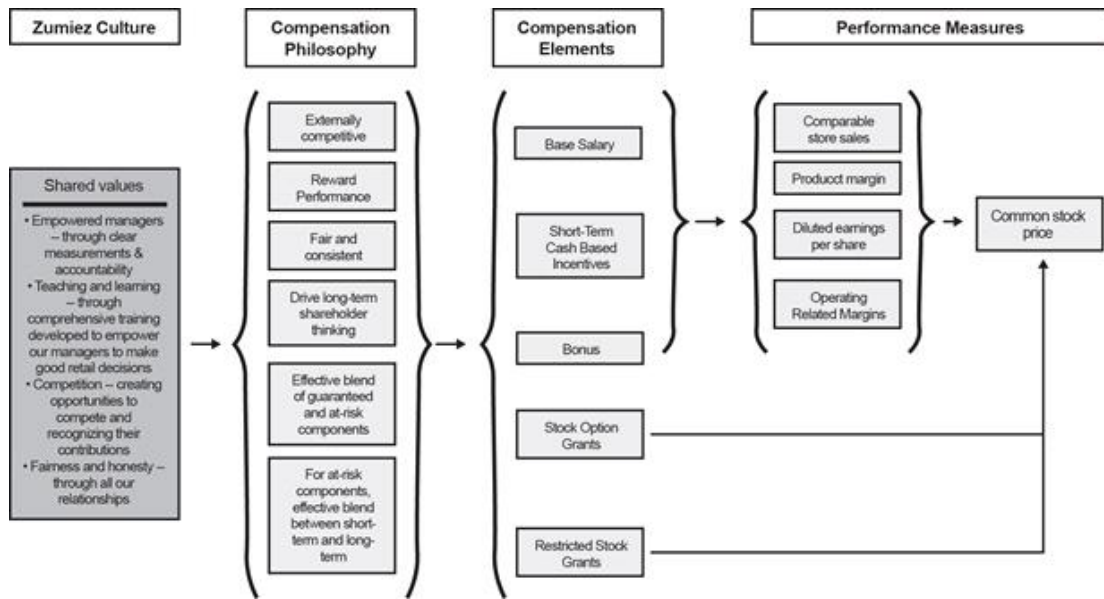 Zumiez Culture
Compensation
Philosophy
Compensation
Elements
Performance Measures
Shared values
• Empowered managers
– through clear
measurements &
accountability
• Teaching and learning
– through
comprehensive training
developed to empower
our managers to make
good retail decisions
• Competition – creating
opportunities to
compete and
recognizing their
contributions
• Fairness and honesty –
through all our
relationships
Externally
competitive
Reward
Performance
Fair and
consistent
Drive long-term
shareholder
thinking
Effective blend
of guaranteed
and at-risk
components
For at-risk
components,
effective blend
between short-
term and long-
term
Base Salary
Short-Term
Cash Based
Incentives
Bonus
Stock Option
Grants
Restricted Stock
Grants
Comparable
store sales
Producct margin
Diluted earnings
per share
Operating
Related Margins
Common stock
price